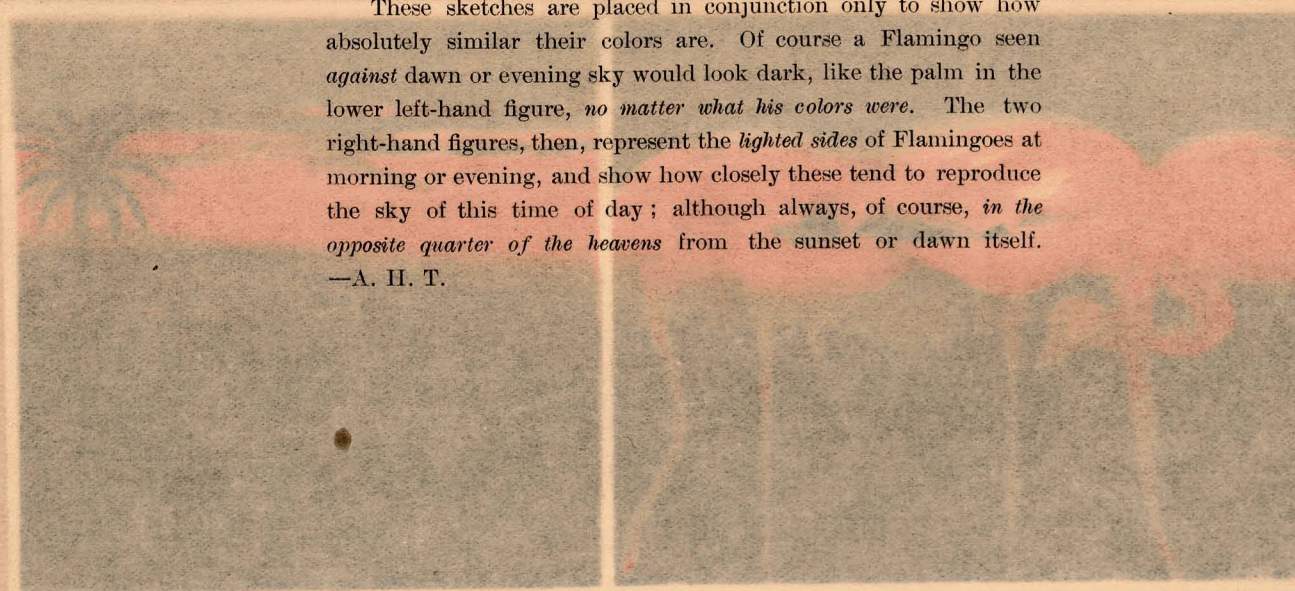 These sketches are placed in conjunction only to show how
absolutely similar their colors are. Of course a Flamingo seen
against dawn or evening sky would look dark, like the palm in the
lower left-hand figure, no matter what his colors were. The two
right-hand figures, then, represent the lighted sides of Flamingoes at
morning or evening, and show how closely these tend to reproduce
the sky of this time of day ; although always, of course, in the
opposite quarter of the heavens from the sunset or dawn itself.
—A. H. T.